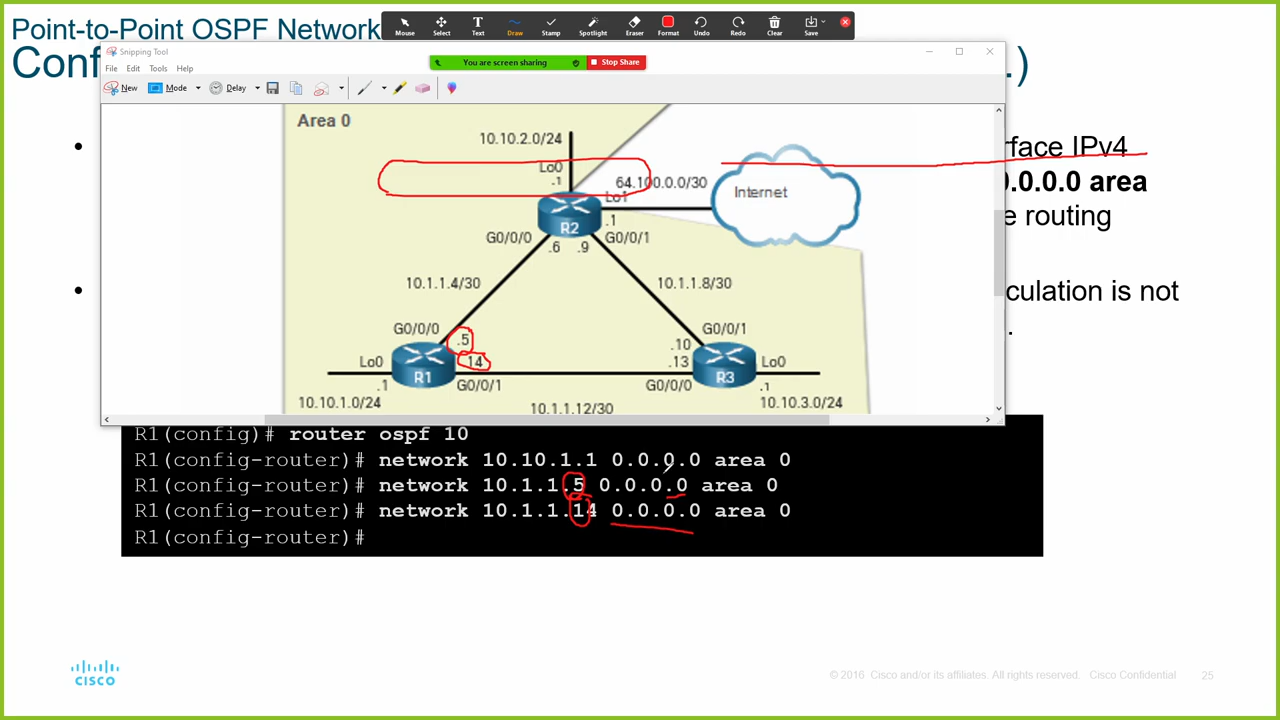 Point-to-Point OSPF Network
Mouse Select Text Draw Stamp Spotlight Eraser Format Undo Redo Clear Save
Conf
.)
Snipping Tool
File Edit Tools Help
You are screen sharing
Stop Share
New Mode Delay
Area 0
10.10.2.0/24
Lo0
.1
64.100.0.0/30
Internet
Lo1
.1
R2
G0/0/0
G0/0/1
.6 .9
10.1.1.4/30
10.1.1.8/30
G0/0/0
.5
G0/0/1
.10
Lo0
14
.13
Lo0
R1
R3
.1
G0/0/1
G0/0/0
.1
10.10.1.0/24
10.1.1.12/30
10.10.3.0/24
• rface IPv4
0.0.0.0 area
e routing
• culation is not
.
R1(config)# router ospf 10
R1(config-router)# network 10.10.1.1 0.0.0.0 area 0
R1(config-router)# network 10.1.1.5 0.0.0.0 area 0
R1(config-router)# network 10.1.1.14 0.0.0.0 area 0
R1(config-router)#
CISCO
© 2016 Cisco and/or its affiliates. All rights reserved. Cisco Confidential
25